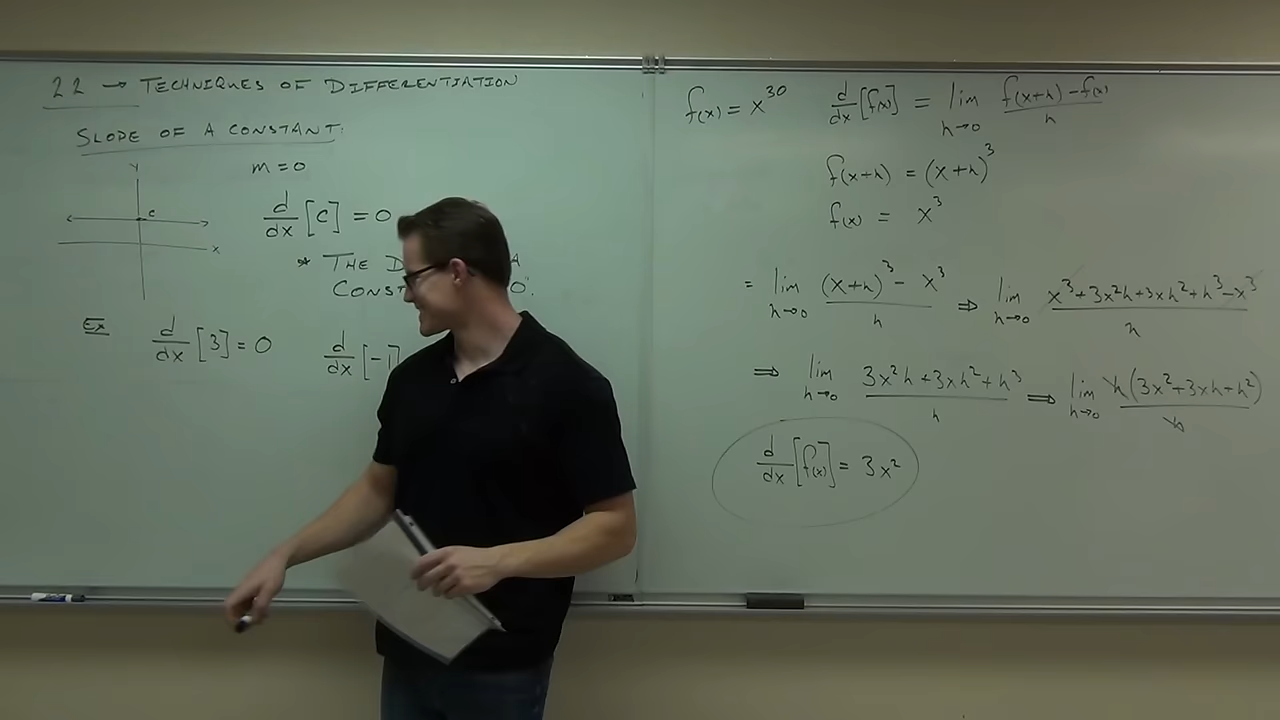 22 → TECHNIQUES OF DIFFERENTIATION
SLOPE OF A CONSTANT:
Y
m = 0
c
x
d/dx [c] = 0
* THE D A
CONST 0".
Ex d/dx [3] = 0 d/dx [-1]
f(x) = x^30 d/dx [f(x)] = lim h→0 (f(x+h) - f(x))/h
f(x+h) = (x+h)^3
f(x) = x^3
= lim h→0 ((x+h)^3 - x^3)/h ⇒ lim h→0 (x^3 + 3x^2h + 3xh^2 + h^3 - x^3)/h
⇒ lim h→0 (3x^2h + 3xh^2 + h^3)/h ⇒ lim h→0 h(3x^2 + 3xh + h^2)/h
d/dx [f(x)] = 3x^2